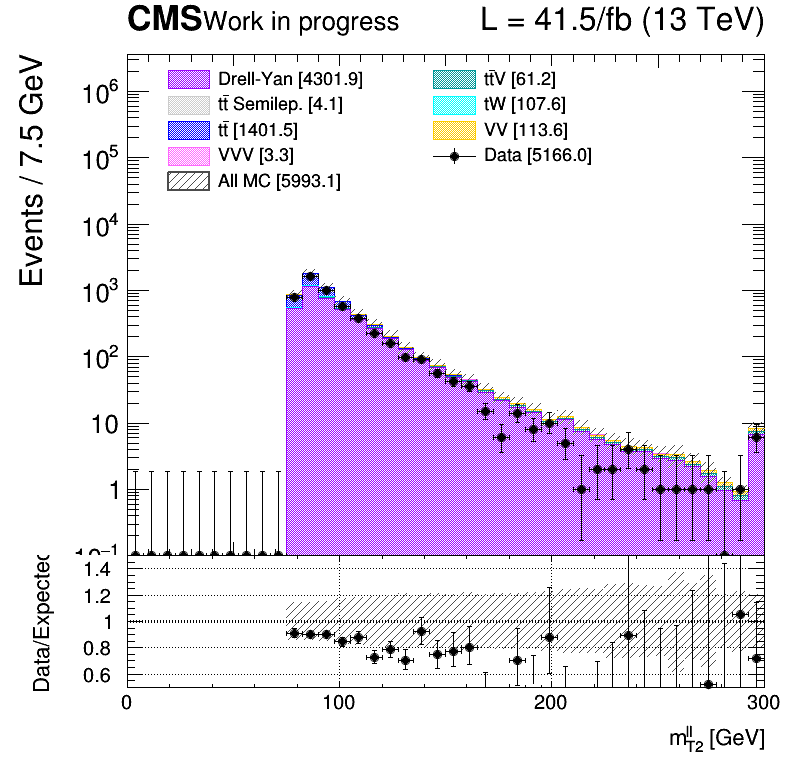 CMS Work in progress L = 41.5/fb (13 TeV)
Events / 7.5 GeV
Drell-Yan [4301.9]
tt̄ Semilep. [4.1]
tt̄ [1401.5]
VVV [3.3]
All MC [5993.1]
tt̄V [61.2]
tW [107.6]
VV [113.6]
Data [5166.0]
10⁶
10⁵
10⁴
10³
10²
10
1
10⁻¹
Data/Expected
1.4
1.2
1
0.8
0.6
0 100 200 300
m_T2^ll [GeV]